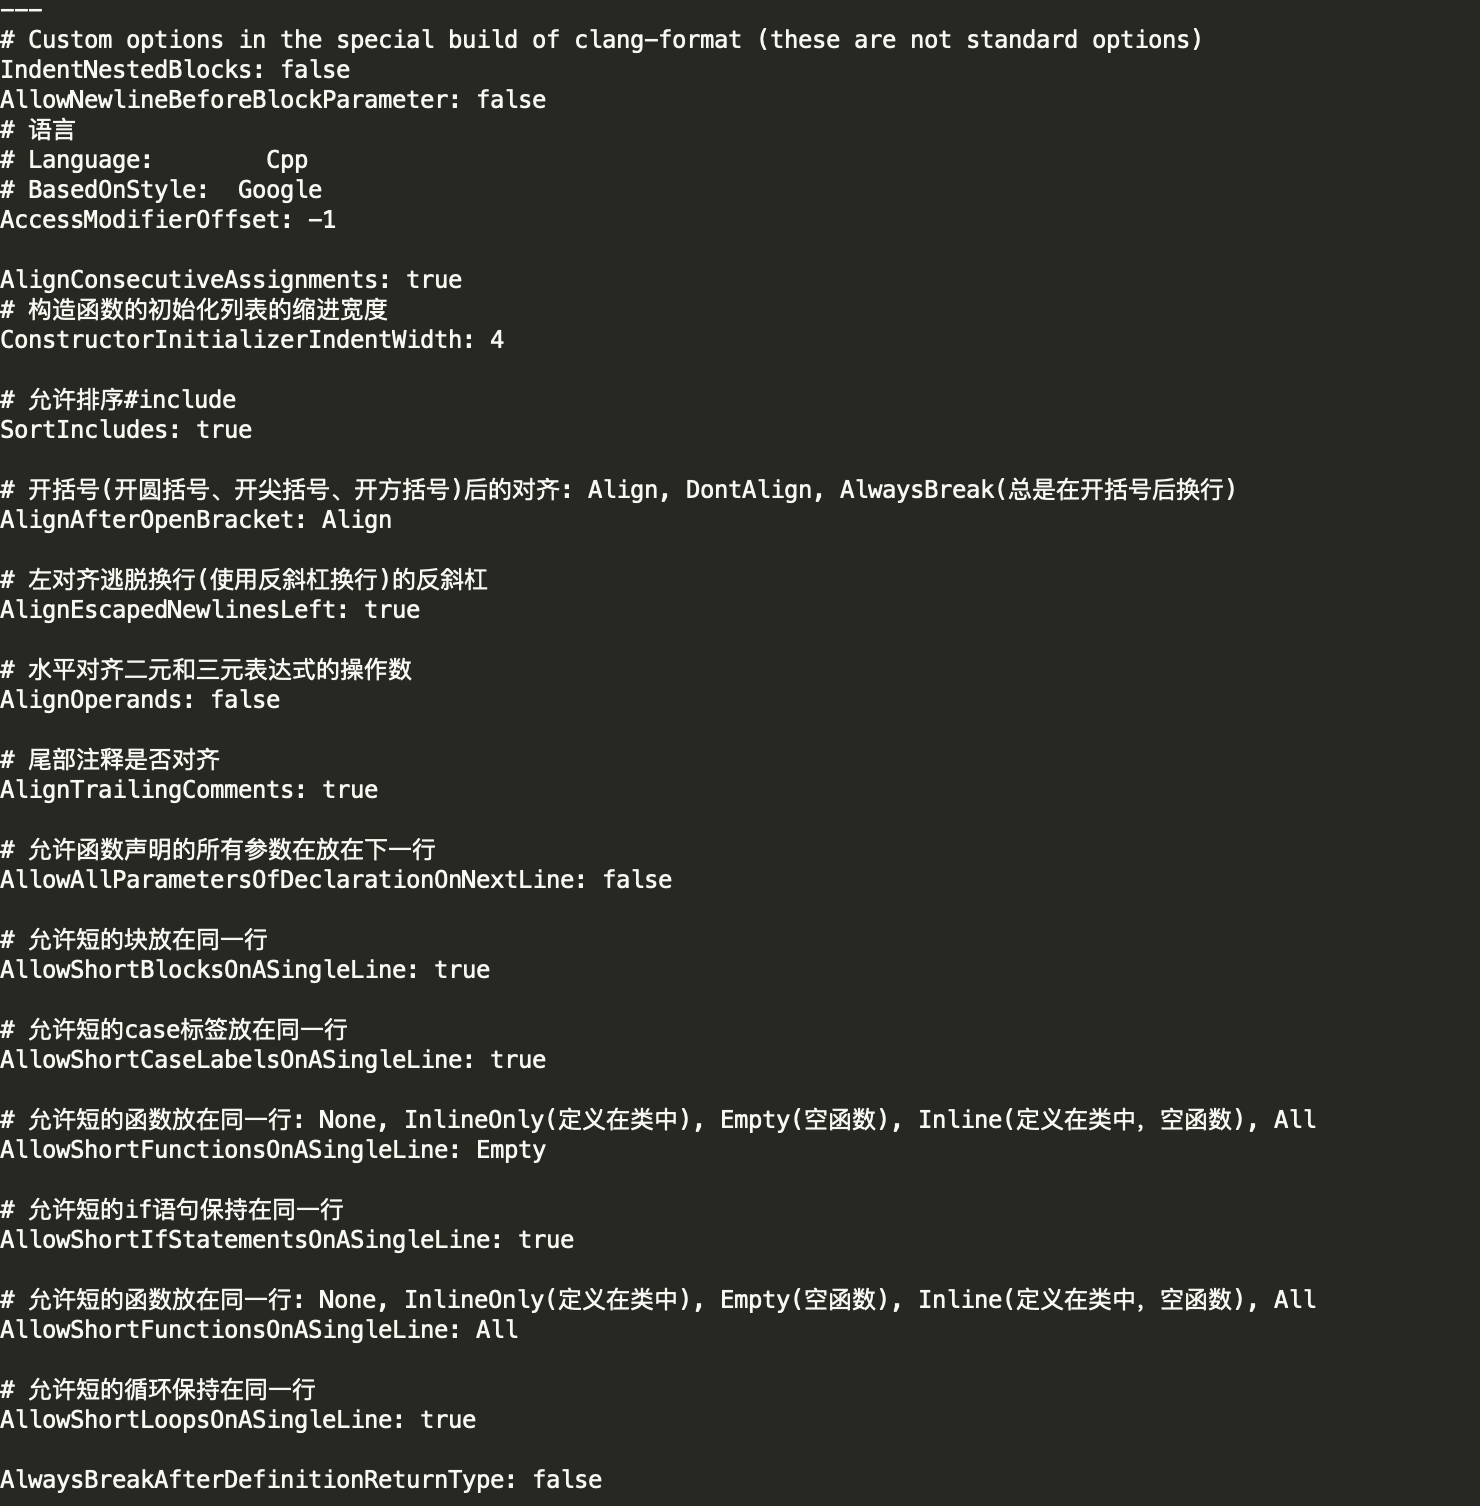 ---
# Custom options in the special build of clang-format (these are not standard options)
IndentNestedBlocks: false
AllowNewlineBeforeBlockParameter: false
# 语言
# Language:        Cpp
# BasedOnStyle:  Google
AccessModifierOffset: -1
AlignConsecutiveAssignments: true
# 构造函数的初始化列表的缩进宽度
ConstructorInitializerIndentWidth: 4
# 允许排序#include
SortIncludes: true
# 开括号(开圆括号、开尖括号、开方括号)后的对齐: Align, DontAlign, AlwaysBreak(总是在开括号后换行)
AlignAfterOpenBracket: Align
# 左对齐逃脱换行(使用反斜杠换行)的反斜杠
AlignEscapedNewlinesLeft: true
# 水平对齐二元和三元表达式的操作数
AlignOperands: false
# 尾部注释是否对齐
AlignTrailingComments: true
# 允许函数声明的所有参数在放在下一行
AllowAllParametersOfDeclarationOnNextLine: false
# 允许短的块放在同一行
AllowShortBlocksOnASingleLine: true
# 允许短的case标签放在同一行
AllowShortCaseLabelsOnASingleLine: true
# 允许短的函数放在同一行: None, InlineOnly(定义在类中), Empty(空函数), Inline(定义在类中，空函数), All
AllowShortFunctionsOnASingleLine: Empty
# 允许短的if语句保持在同一行
AllowShortIfStatementsOnASingleLine: true
# 允许短的函数放在同一行: None, InlineOnly(定义在类中), Empty(空函数), Inline(定义在类中，空函数), All
AllowShortFunctionsOnASingleLine: All
# 允许短的循环保持在同一行
AllowShortLoopsOnASingleLine: true
AlwaysBreakAfterDefinitionReturnType: false